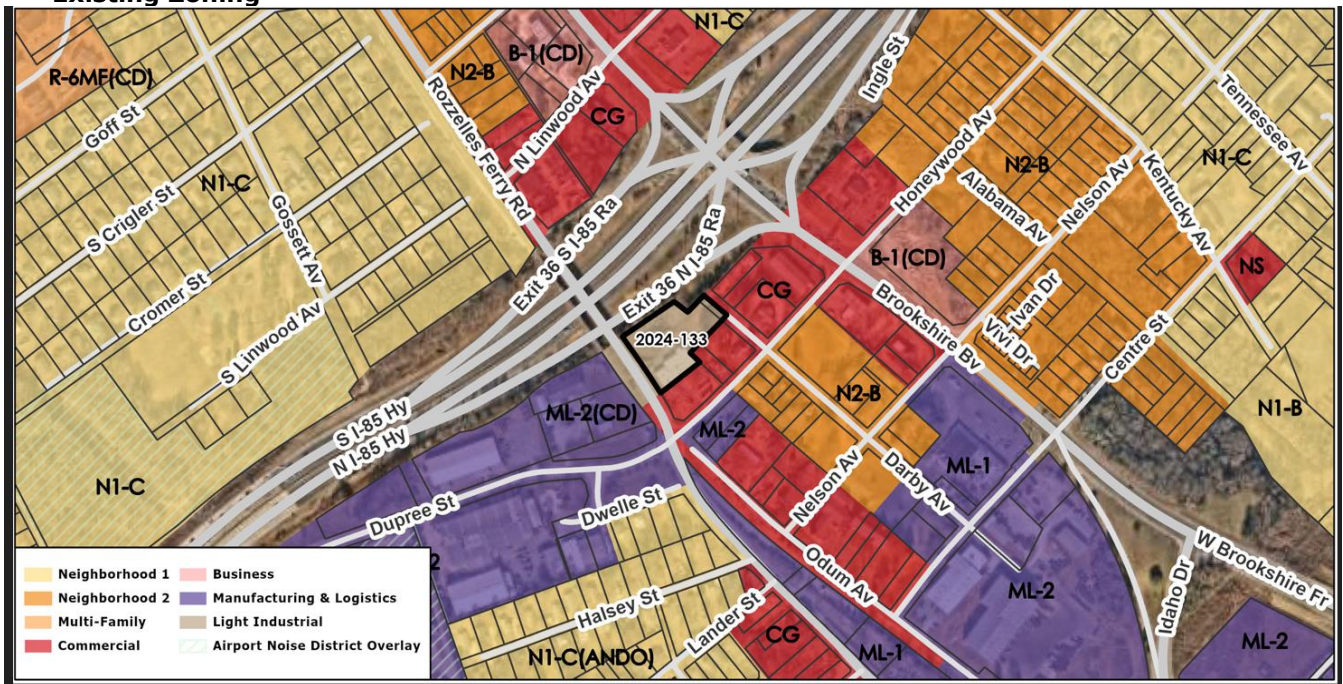 Existing Zoning
R-6MF(CD)
Goff St
N1-C
S Crigler St
Gossett Av
Cromer St
S Linwood Av
N1-C
Rozzelles Ferry Rd
N2-B
B-1(CD)
N Linwood Av
CG
N1-C
Ingle St
Exit 36 S I-85 Ra
Exit 36 N I-85 Ra
S I-85 Hy
N I-85 Hy
2024-133
CG
Honeywood Av
N2-B
Alabama Av
Nelson Av
Kentucky Av
Tennessee Av
N1-C
NS
B-1(CD)
Brookshire Bv
Ivan Dr
Vivi Dr
Centre St
N1-B
ML-2(CD)
ML-2
N2-B
Nelson Av
Darby Av
ML-1
Dupree St
Dwelle St
Odum Av
W Brookshire Fr
Idaho Dr
ML-2
ML-2
Halsey St
Lander St
N1-C(ANDO)
CG
ML-1
2
Neighborhood 1
Neighborhood 2
Multi-Family
Commercial
Business
Manufacturing & Logistics
Light Industrial
Airport Noise District Overlay